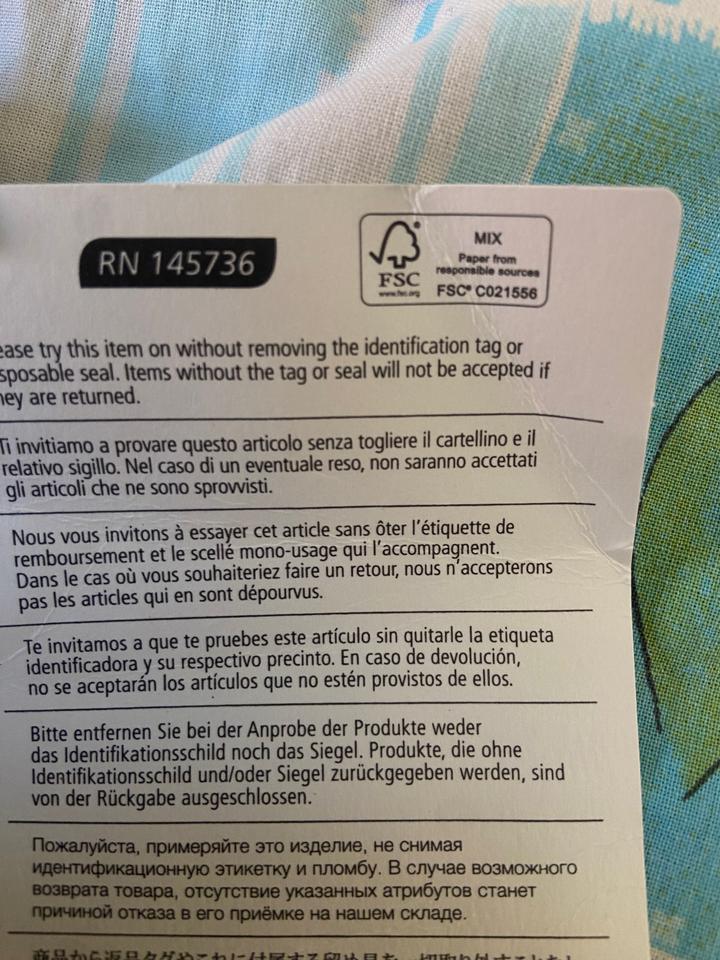 RN 145736
FSC
www.fsc.org
MIX
Paper from
responsible sources
FSC® C021556
ease try this item on without removing the identification tag or
sposable seal. Items without the tag or seal will not be accepted if
ey are returned.
Ti invitiamo a provare questo articolo senza togliere il cartellino e il
relativo sigillo. Nel caso di un eventuale reso, non saranno accettati
gli articoli che ne sono sprovvisti.
Nous vous invitons à essayer cet article sans ôter l'étiquette de
remboursement et le scellé mono-usage qui l'accompagnent.
Dans le cas où vous souhaiteriez faire un retour, nous n'accepterons
pas les articles qui en sont dépourvus.
Te invitamos a que te pruebes este artículo sin quitarle la etiqueta
identificadora y su respectivo precinto. En caso de devolución,
no se aceptarán los artículos que no estén provistos de ellos.
Bitte entfernen Sie bei der Anprobe der Produkte weder
das Identifikationsschild noch das Siegel. Produkte, die ohne
Identifikationsschild und/oder Siegel zurückgegeben werden, sind
von der Rückgabe ausgeschlossen.
Пожалуйста, примеряйте это изделие, не снимая
идентификационную этикетку и пломбу. В случае возможного
возврата товара, отсутствие указанных атрибутов станет
причиной отказа в его приёмке на нашем складе.